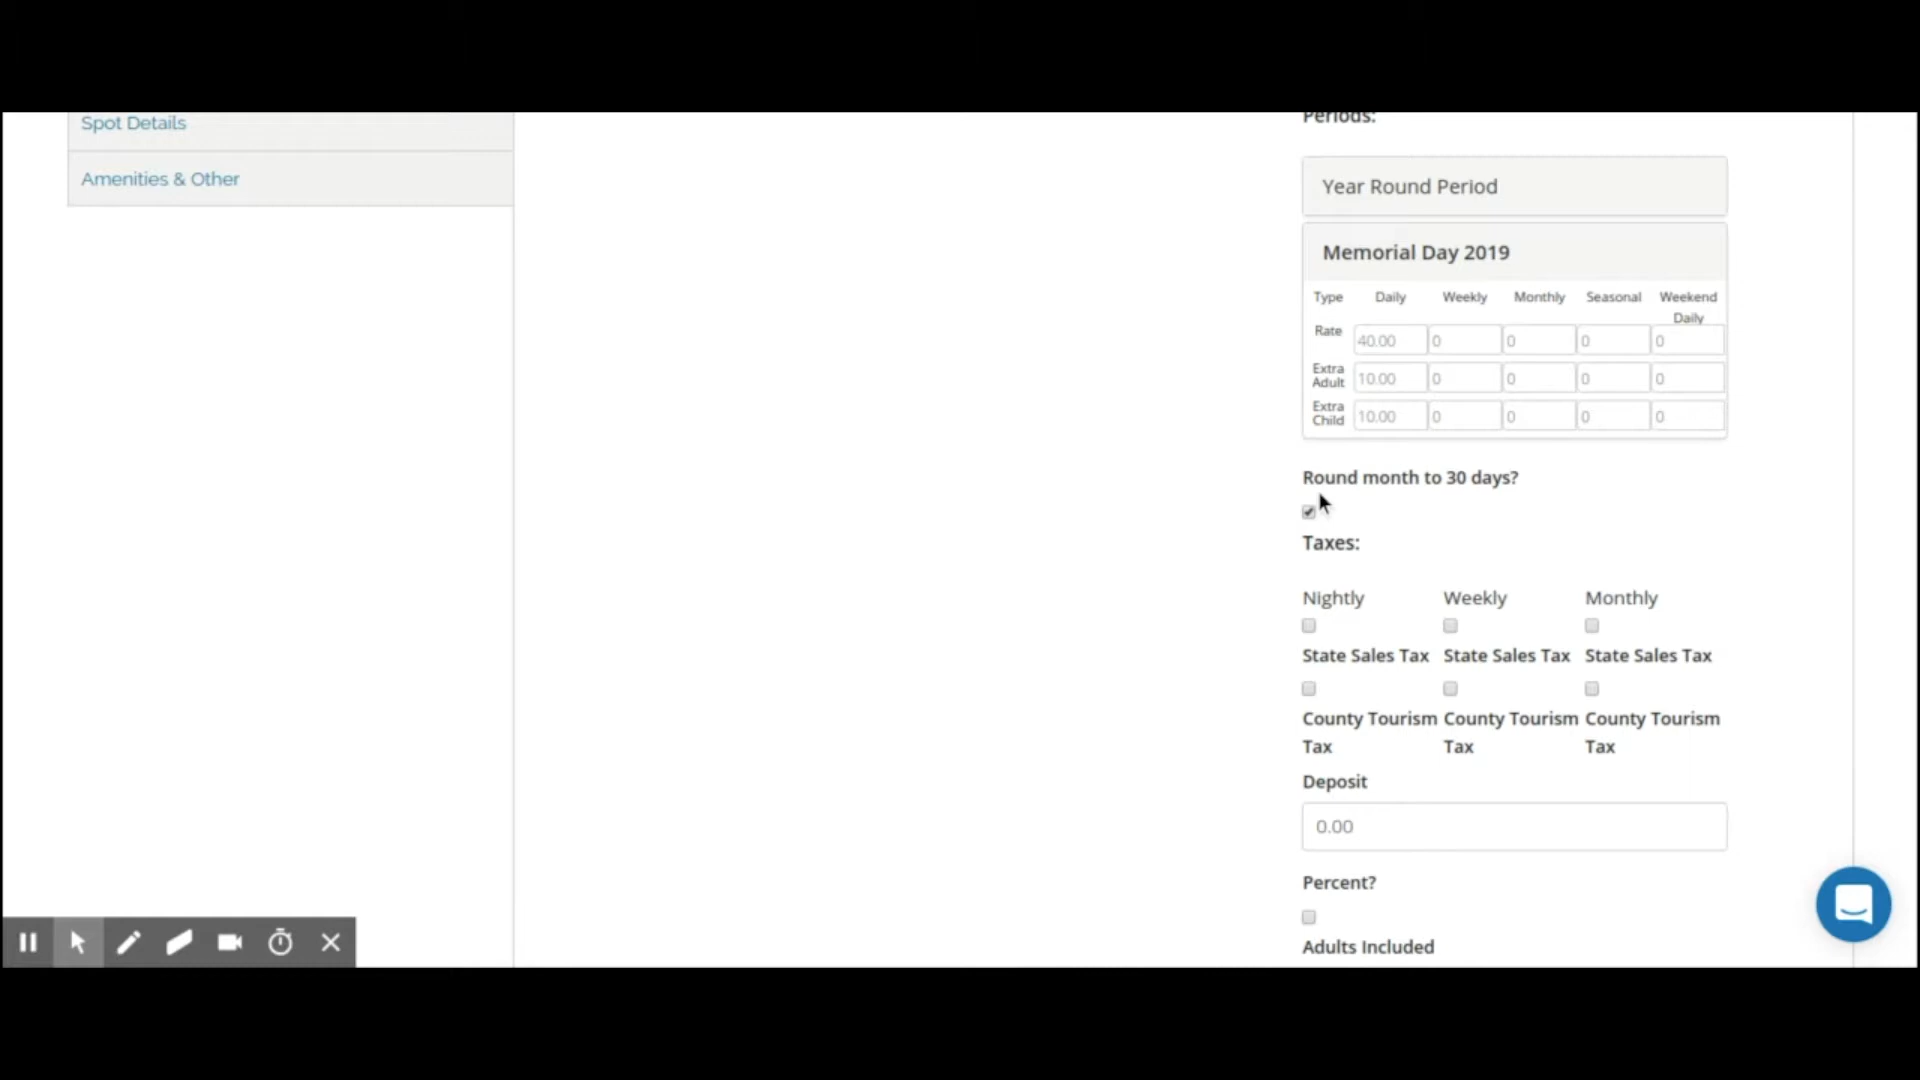 Spot Details
Amenities & Other
Periods:
Year Round Period
Memorial Day 2019
Type Daily Weekly Monthly Seasonal Weekend Daily
Rate 40.00 0 0 0 0
Extra Adult 10.00 0 0 0 0
Extra Child 10.00 0 0 0 0
Round month to 30 days?
Taxes:
Nightly Weekly Monthly
State Sales Tax State Sales Tax State Sales Tax
County Tourism County Tourism County Tourism
Tax Tax Tax
Deposit
0.00
Percent?
Adults Included